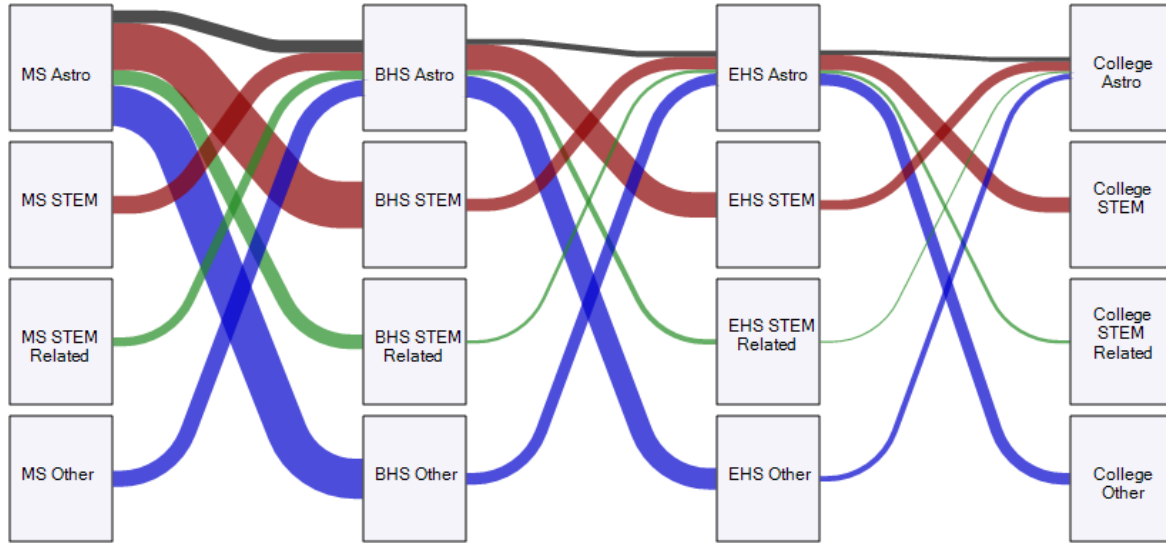 MS Astro
BHS Astro
EHS Astro
College
Astro
MS STEM
BHS STEM
EHS STEM
College
STEM
MS STEM
Related
BHS STEM
Related
EHS STEM
Related
College
STEM
Related
MS Other
BHS Other
EHS Other
College
Other